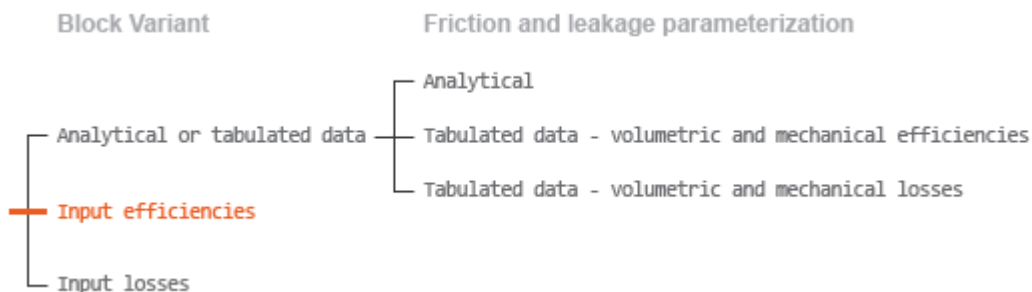 Block Variant
Friction and leakage parameterization
Analytical
Analytical or tabulated data
Tabulated data - volumetric and mechanical efficiencies
Tabulated data - volumetric and mechanical losses
Input efficiencies
Input losses